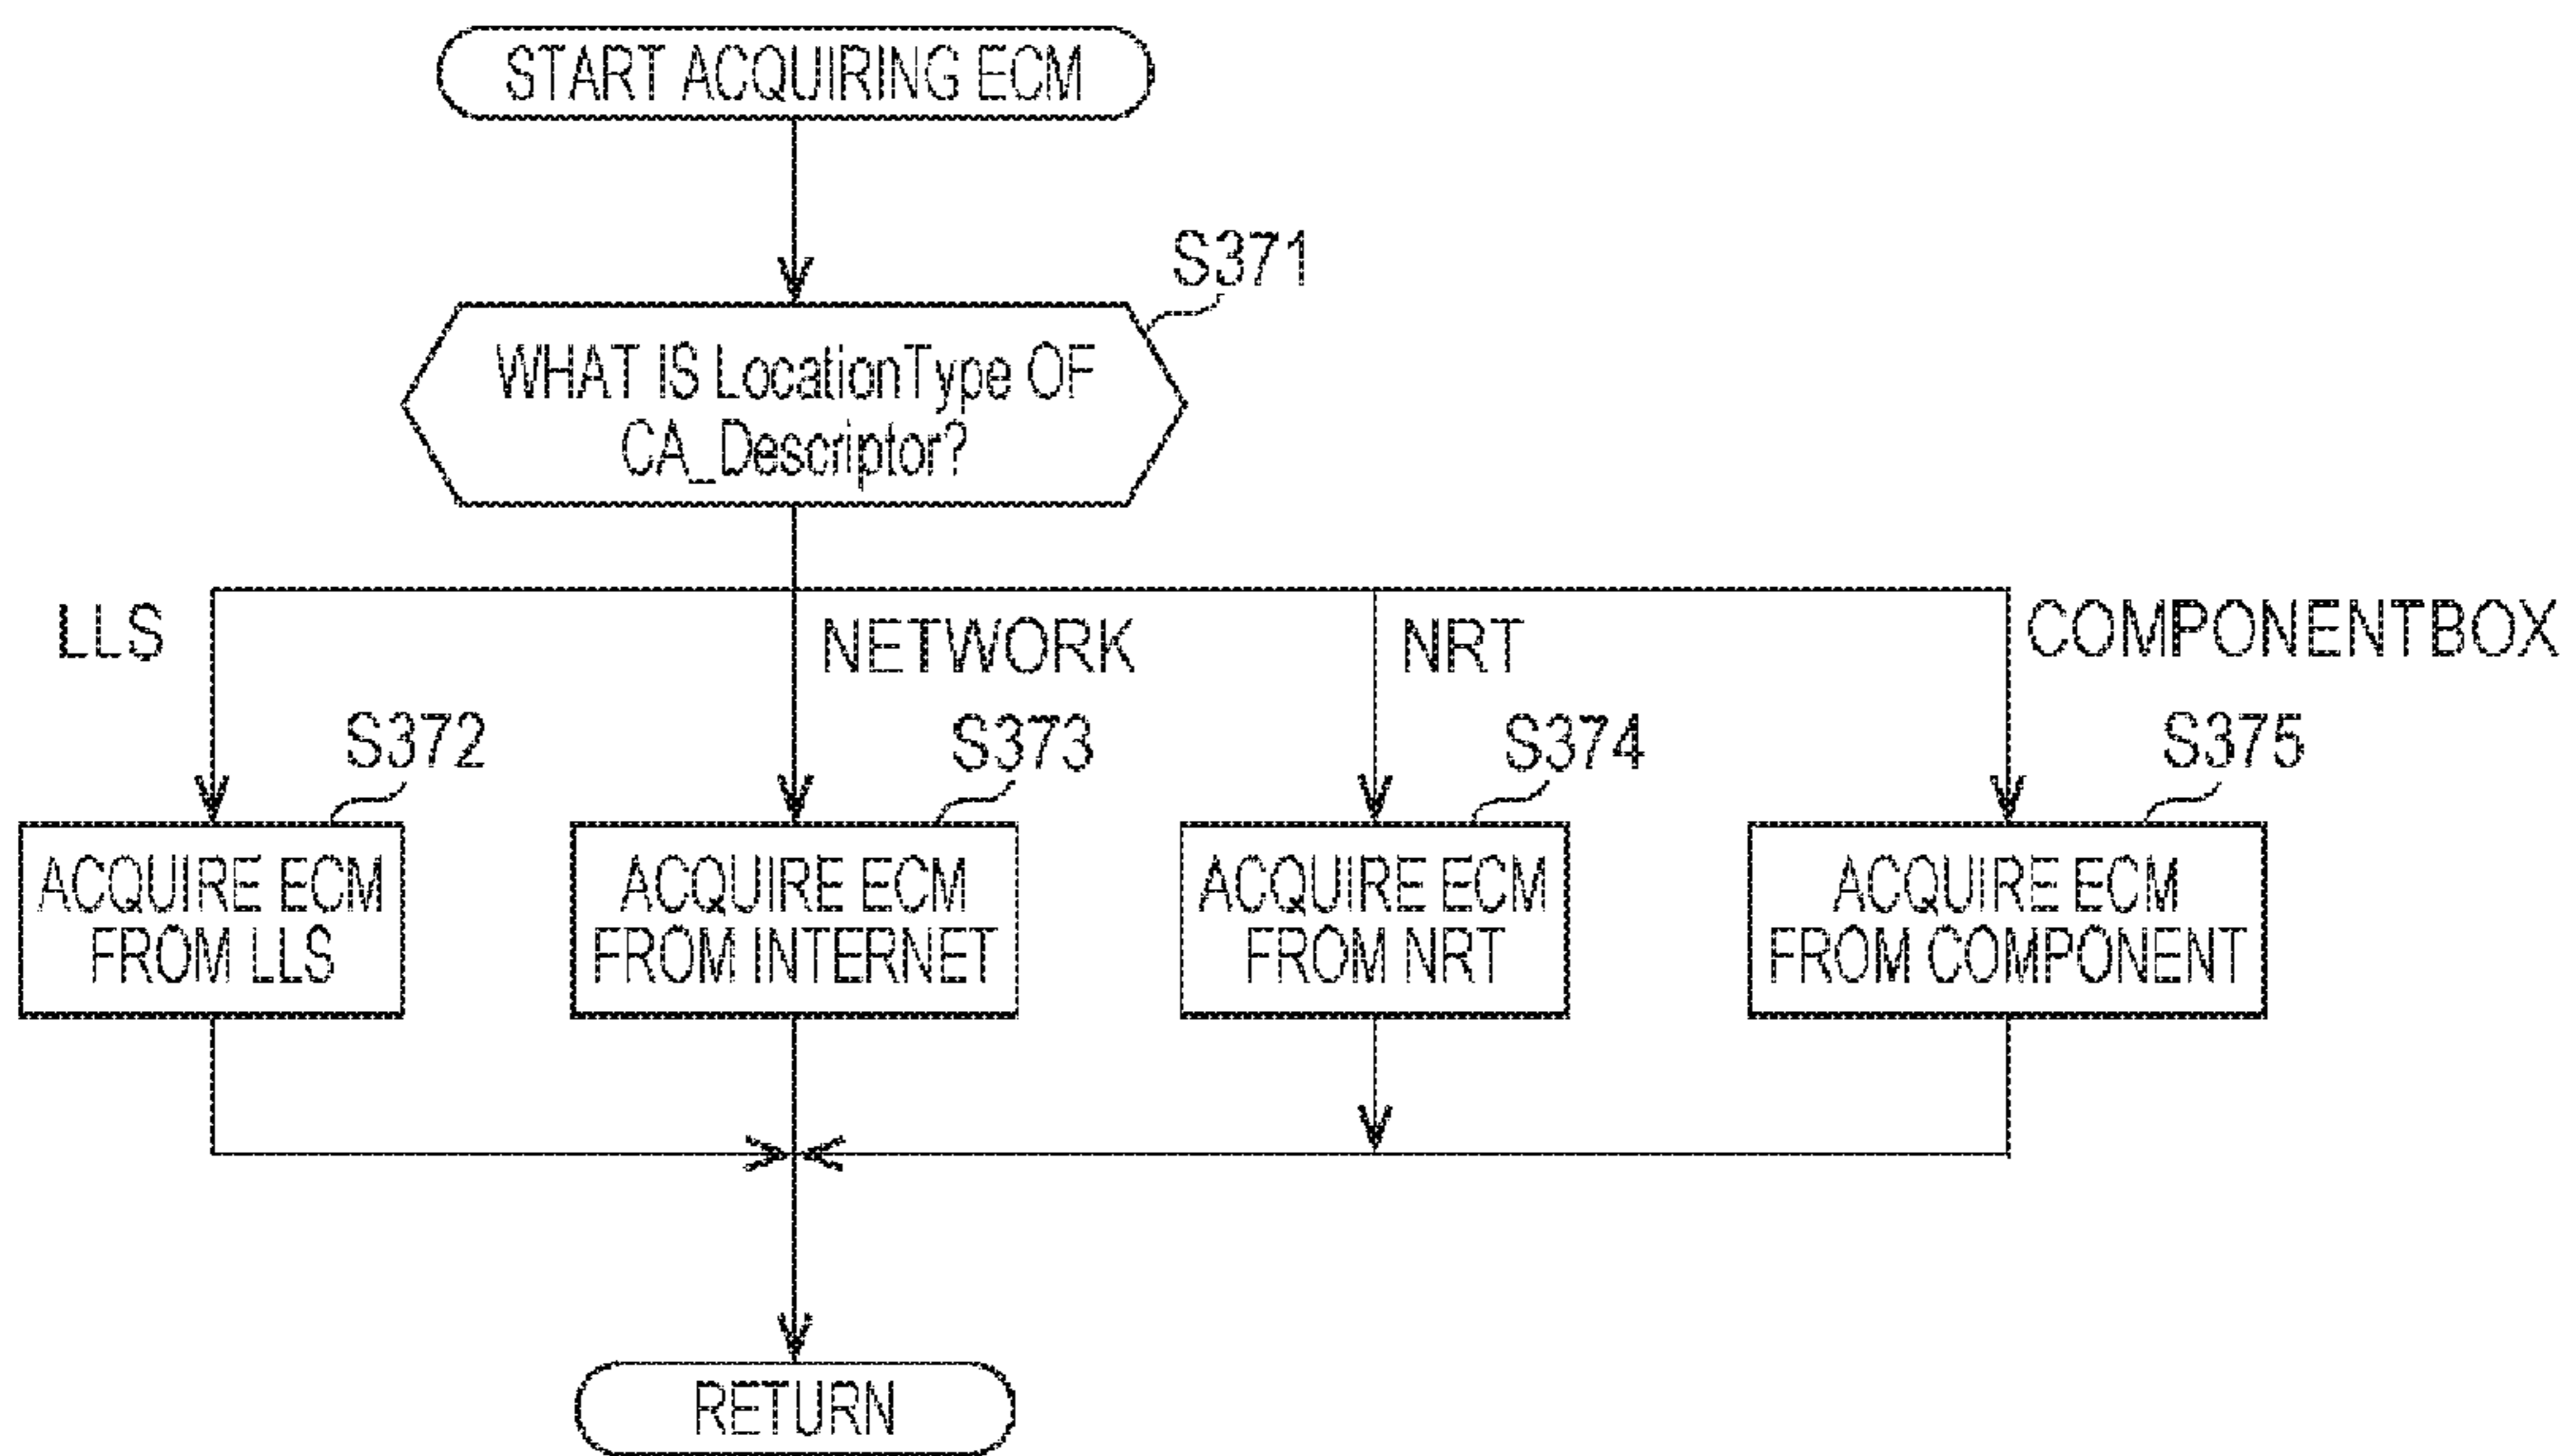 START ACQUIRING ECM
S371
WHAT IS LocationType OF
CA_Descriptor?
LLS
NETWORK
NRT
COMPONENTBOX
S372
S373
S374
S375
ACQUIRE ECM
FROM LLS
ACQUIRE ECM
FROM INTERNET
ACQUIRE ECM
FROM NRT
ACQUIRE ECM
FROM COMPONENT
RETURN